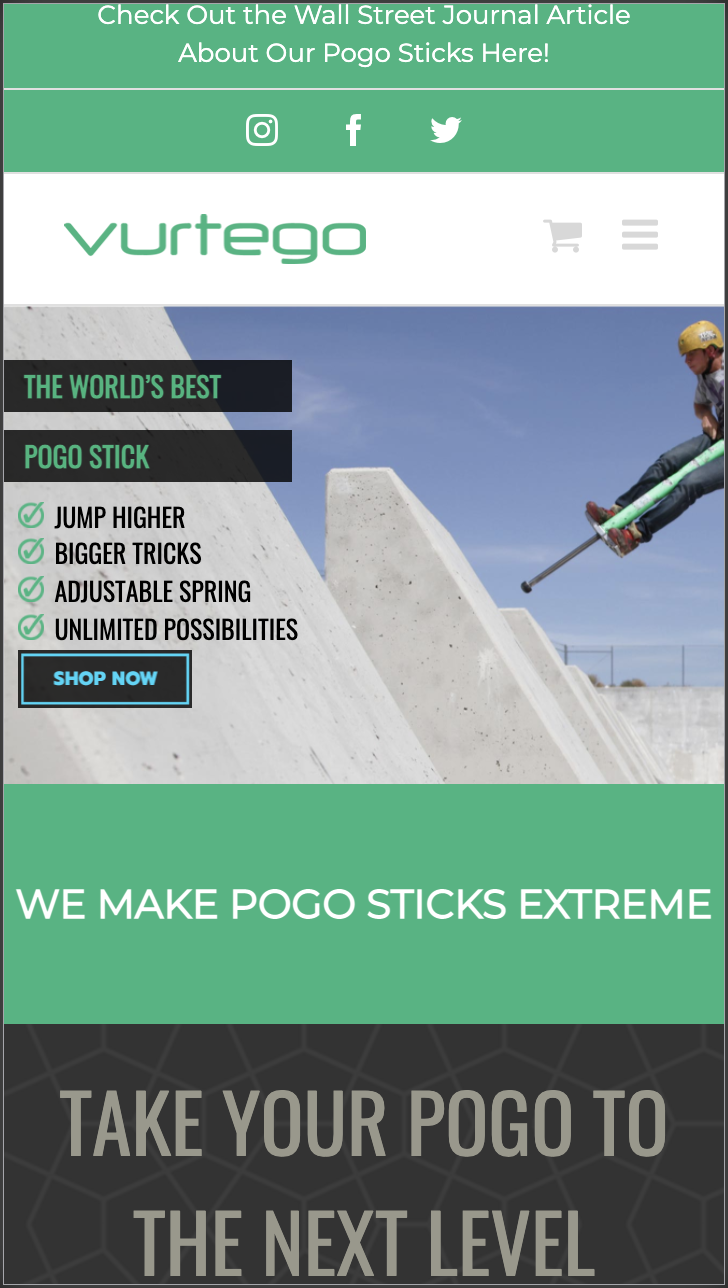 Check Out the Wall Street Journal Article
About Our Pogo Sticks Here!
vurtego
THE WORLD'S BEST
POGO STICK
JUMP HIGHER
BIGGER TRICKS
ADJUSTABLE SPRING
UNLIMITED POSSIBILITIES
SHOP NOW
WE MAKE POGO STICKS EXTREME
TAKE YOUR POGO TO
THE NEXT LEVEL